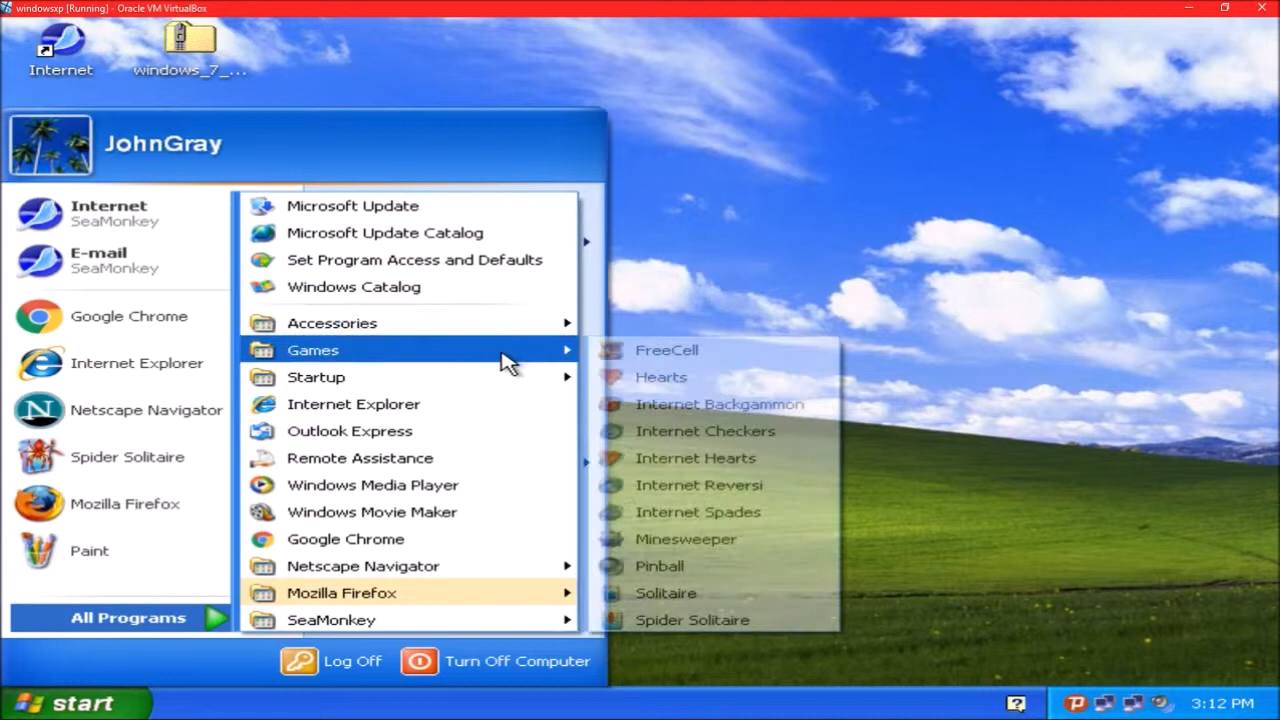 windowsxp [Running] - Oracle VM VirtualBox
Internet
windows_7_...
JohnGray
Internet
SeaMonkey
E-mail
SeaMonkey
Google Chrome
Internet Explorer
Netscape Navigator
Spider Solitaire
Mozilla Firefox
Paint
All Programs
Microsoft Update
Microsoft Update Catalog
Set Program Access and Defaults
Windows Catalog
Accessories
Games
Startup
Internet Explorer
Outlook Express
Remote Assistance
Windows Media Player
Windows Movie Maker
Google Chrome
Netscape Navigator
Mozilla Firefox
SeaMonkey
FreeCell
Hearts
Internet Backgammon
Internet Checkers
Internet Hearts
Internet Reversi
Internet Spades
Minesweeper
Pinball
Solitaire
Spider Solitaire
Log Off
Turn Off Computer
start
3:12 PM